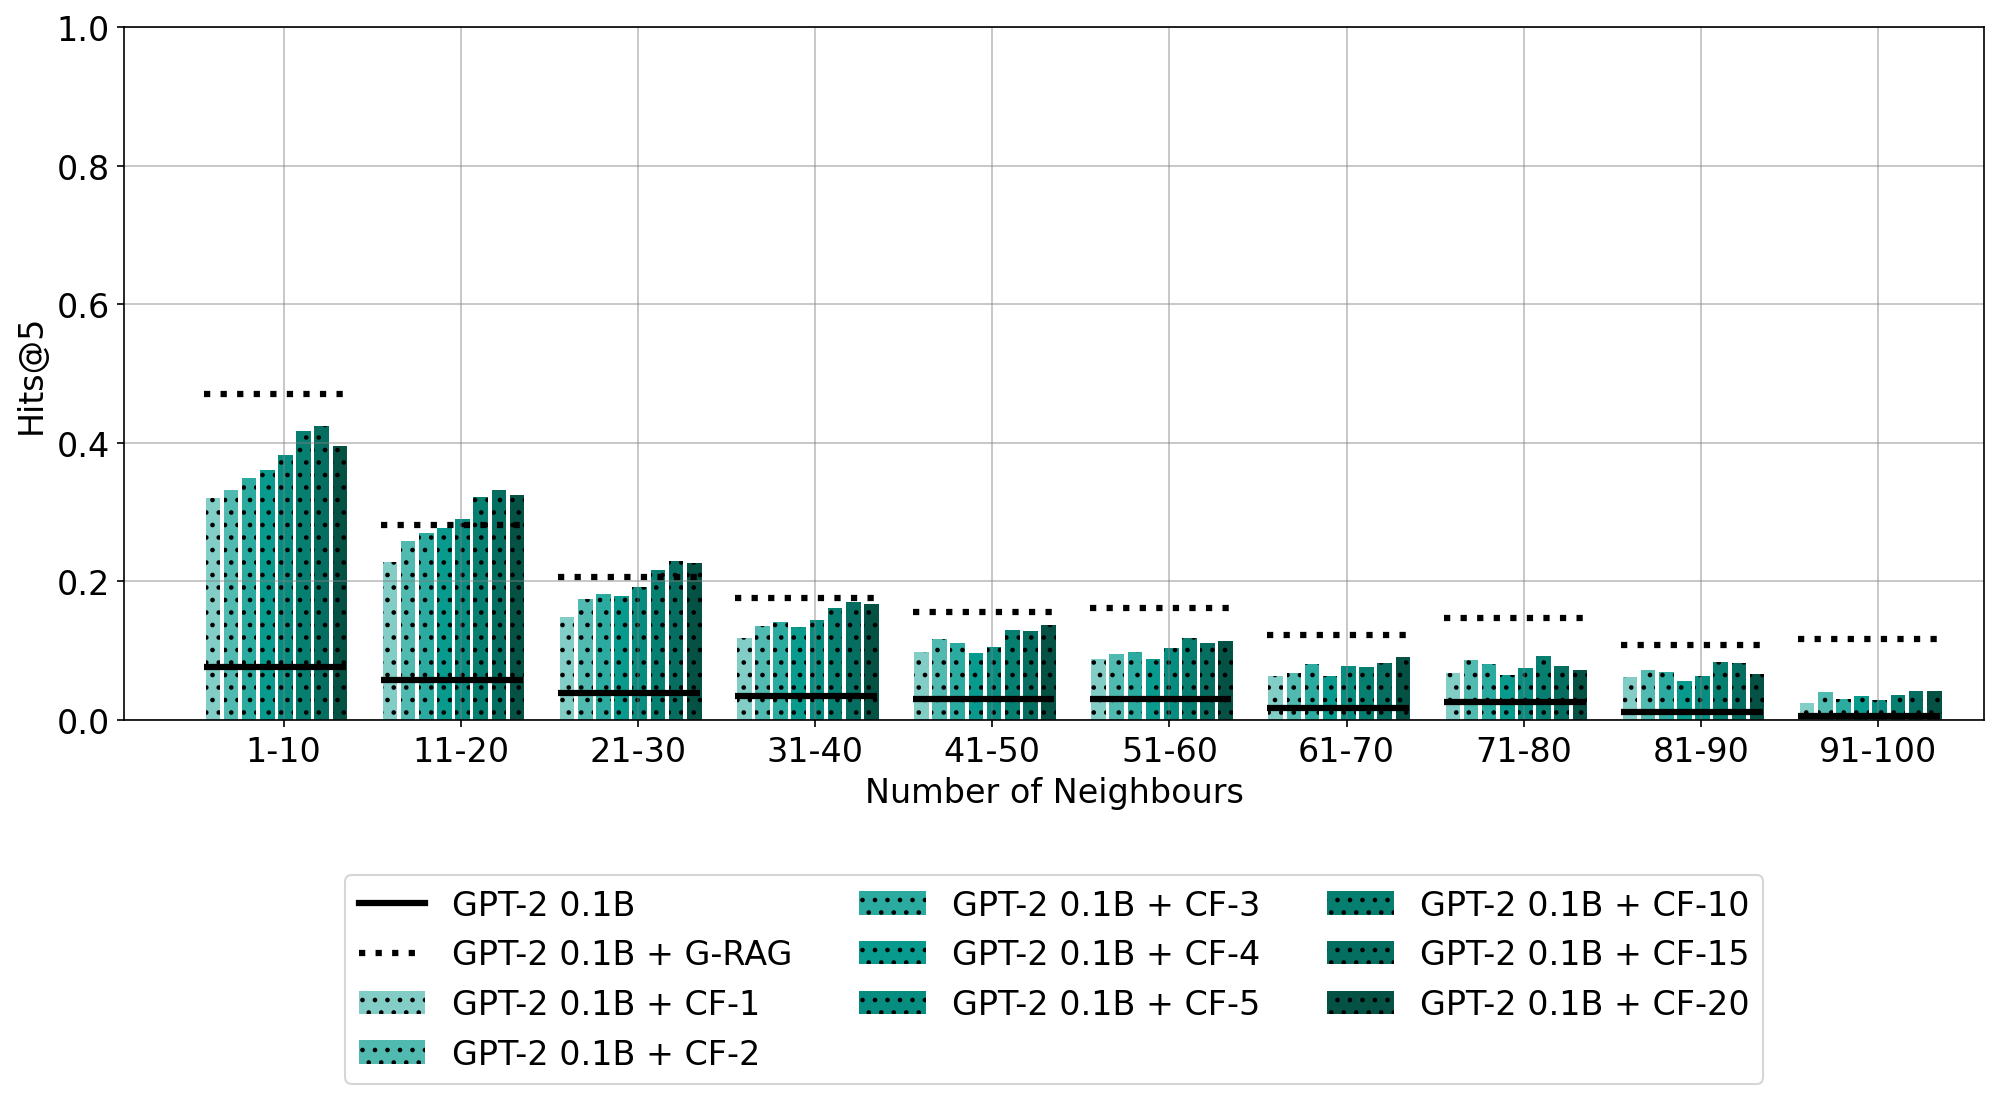 1.0
0.8
0.6
0.4
0.2
0.0
Hits@5
1-10 11-20 21-30 31-40 41-50 51-60 61-70 71-80 81-90 91-100
Number of Neighbours
GPT-2 0.1B
GPT-2 0.1B + G-RAG
GPT-2 0.1B + CF-1
GPT-2 0.1B + CF-2
GPT-2 0.1B + CF-3
GPT-2 0.1B + CF-4
GPT-2 0.1B + CF-5
GPT-2 0.1B + CF-10
GPT-2 0.1B + CF-15
GPT-2 0.1B + CF-20